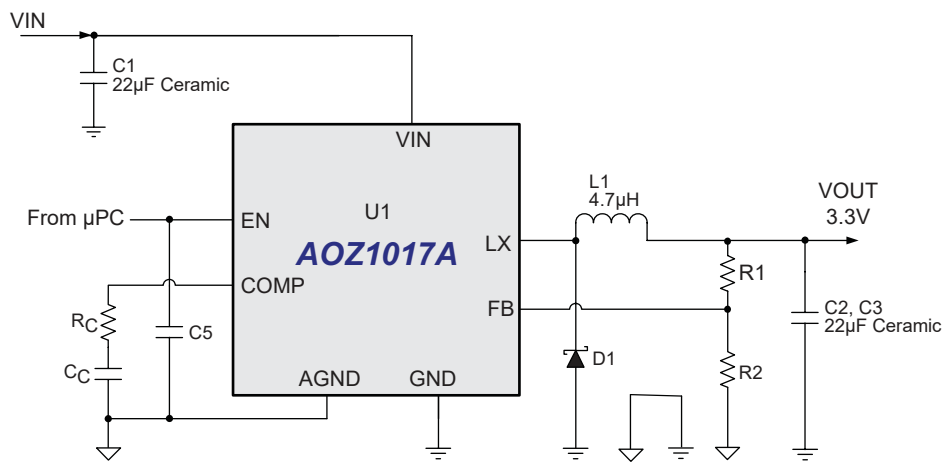 VIN
C1
22µF Ceramic
VIN
From µPC
EN
U1
AOZ1017A
COMP
LX
FB
L1
4.7µH
VOUT
3.3V
R1
C2, C3
22µF Ceramic
RC
C5
CC
D1
R2
AGND
GND